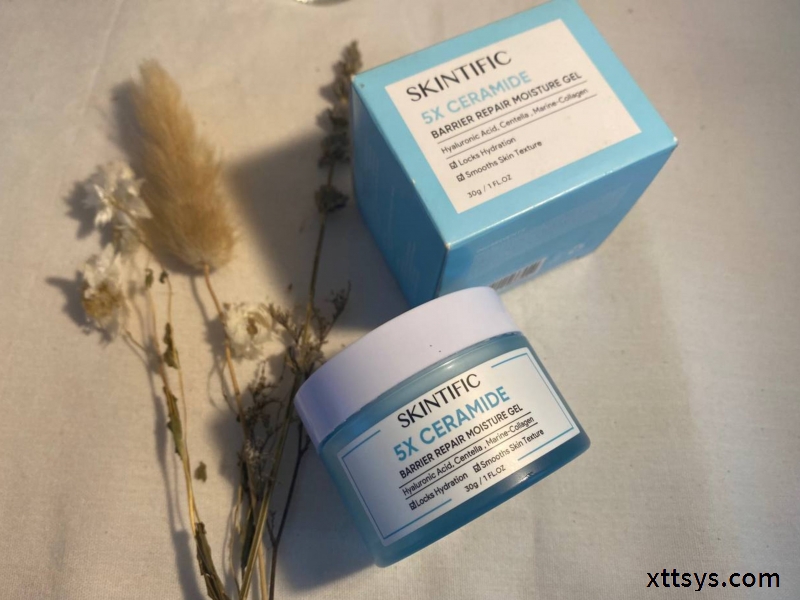 SKINTIFIC
5X CERAMIDE
BARRIER REPAIR MOISTURE GEL
Hyaluronic Acid, Centella , Marine-Collagen
☑ Locks Hydration
☑ Smooths Skin Texture
30g / 1 FL.OZ
SKINTIFIC
5X CERAMIDE
BARRIER REPAIR MOISTURE GEL
Hyaluronic Acid, Centella , Marine-Collagen
☑ Locks Hydration ☑ Smooths Skin Texture
30g / 1 FL.OZ
xttsys.com